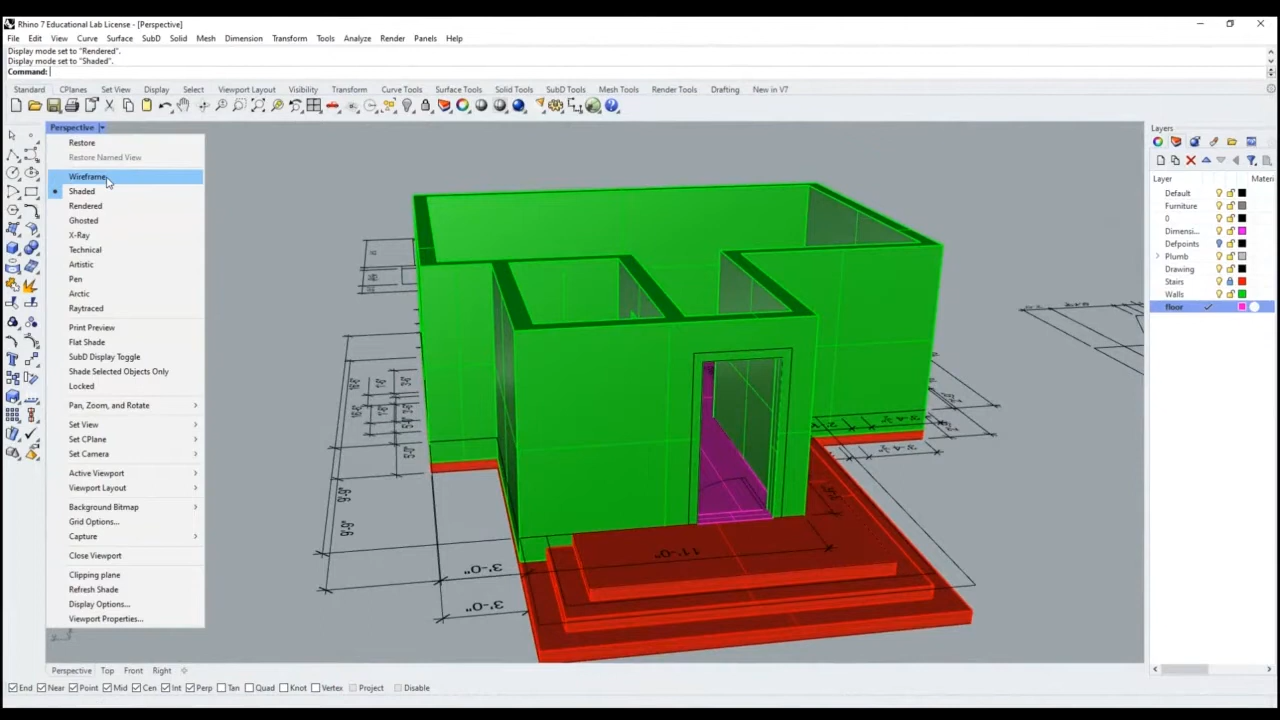 Rhino 7 Educational Lab License - [Perspective]
File Edit View Curve Surface SubD Solid Mesh Dimension Transform Tools Analyze Render Panels Help
Display mode set to "Rendered".
Display mode set to "Shaded".
Command:
Standard CPlanes Set View Display Select Viewport Layout Visibility Transform Curve Tools Surface Tools Solid Tools SubD Tools Mesh Tools Render Tools Drafting New in V7
Perspective
Restore
Restore Named View
Wireframe
Shaded
Rendered
Ghosted
X-Ray
Technical
Artistic
Pen
Arctic
Raytraced
Print Preview
Flat Shade
SubD Display Toggle
Shade Selected Objects Only
Locked
Pan, Zoom, and Rotate
Set View
Set CPlane
Set Camera
Active Viewport
Viewport Layout
Background Bitmap
Grid Options...
Capture
Close Viewport
Clipping plane
Refresh Shade
Display Options...
Viewport Properties...
11'-0"
3'-0"
3'-0"
Layers
Layer Materi
Default
Furniture
0
Dimensi...
Defpoints
Plumb
Drawing
Stairs
Walls
floor
Perspective Top Front Right
End Near Point Mid Cen Int Perp Tan Quad Knot Vertex Project Disable